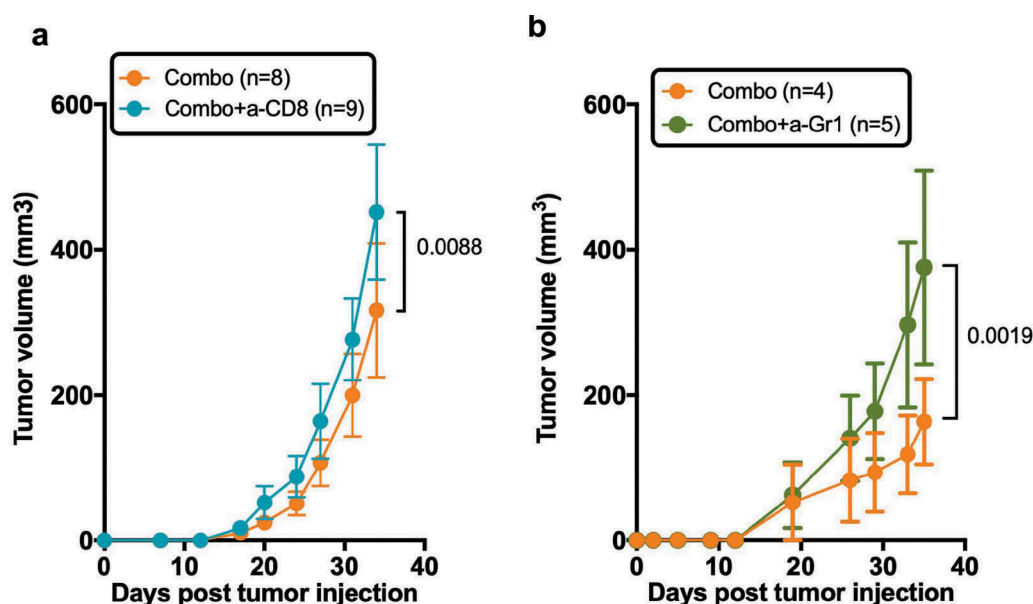 a
Combo (n=8)
Combo+a-CD8 (n=9)
Tumor volume (mm3)
600
400
200
0
0 10 20 30 40
Days post tumor injection
0.0088
b
Combo (n=4)
Combo+a-Gr1 (n=5)
Tumor volume (mm³)
600
400
200
0
0 10 20 30 40
Days post tumor injection
0.0019